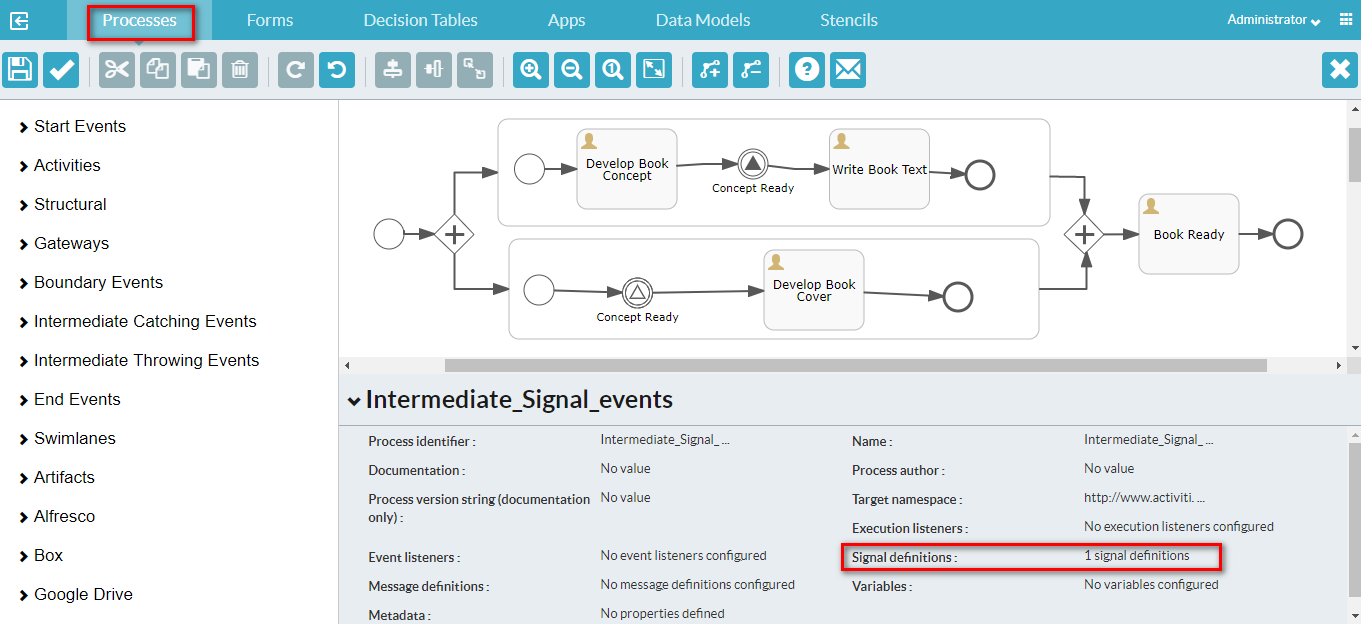 Processes Forms Decision Tables Apps Data Models Stencils Administrator
Start Events
Activities
Structural
Gateways
Boundary Events
Intermediate Catching Events
Intermediate Throwing Events
End Events
Swimlanes
Artifacts
Alfresco
Box
Google Drive
Develop Book
Concept
Concept Ready
Write Book Text
Book Ready
Concept Ready
Develop Book
Cover
Intermediate_Signal_events
Process identifier : Intermediate_Signal_ ... Name : Intermediate_Signal_ ...
Documentation : No value Process author : No value
Process version string (documentation No value Target namespace : http://www.activiti. ...
only) :
Execution listeners : No execution listeners configured
Event listeners : No event listeners configured Signal definitions : 1 signal definitions
Message definitions : No message definitions configured Variables : No variables configured
Metadata : No properties defined